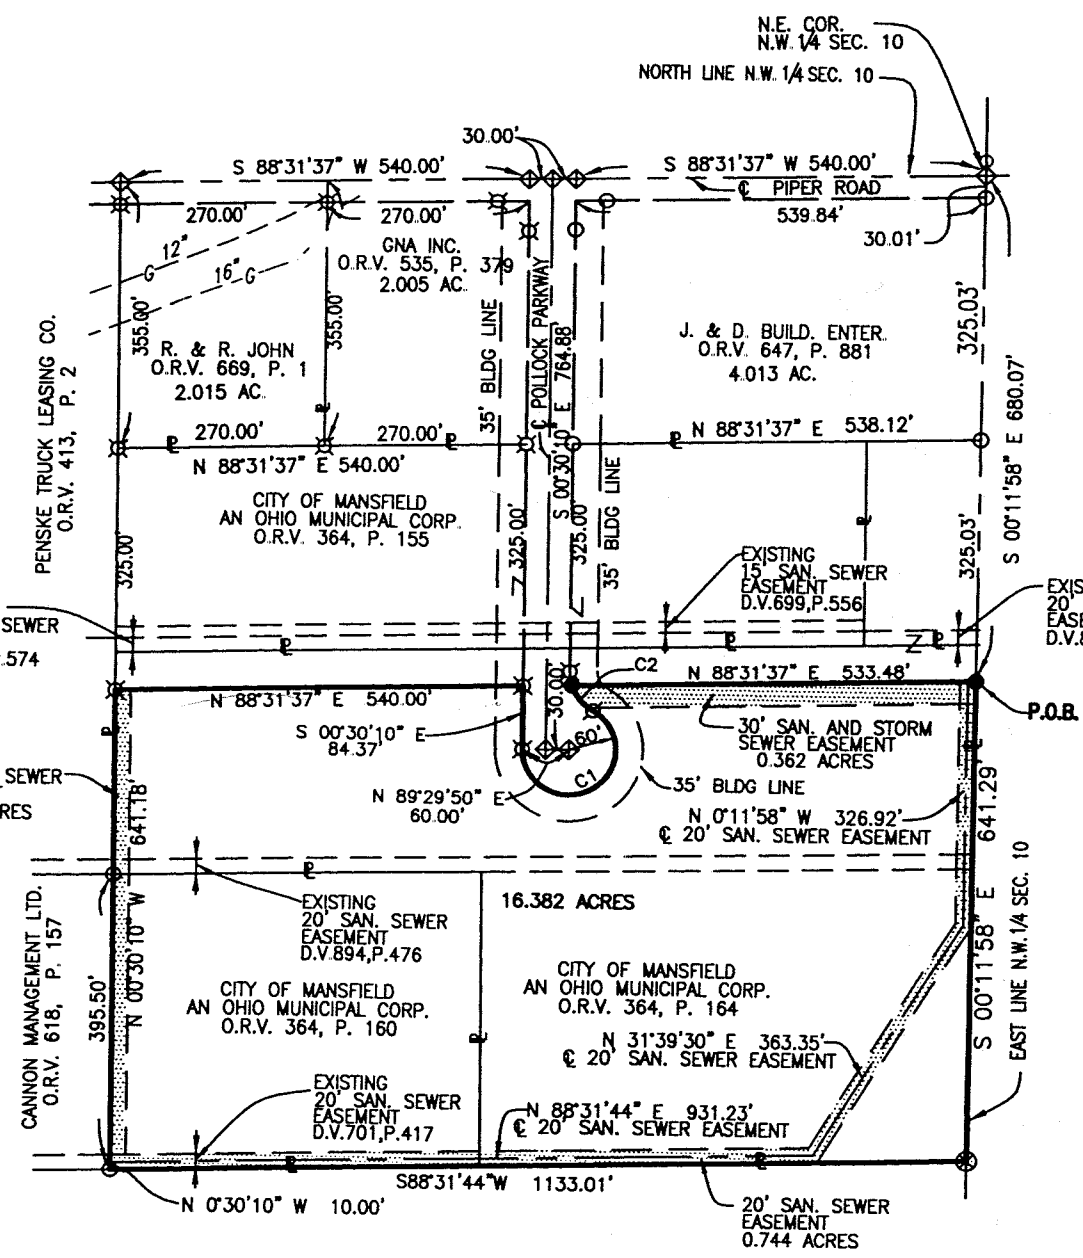 N.E. COR.
N.W. 1/4 SEC. 10
NORTH LINE N.W. 1/4 SEC. 10
30.00'
S 88°31'37" W 540.00'
S 88°31'37" W 540.00'
℄ PIPER ROAD
270.00'
270.00'
539.84'
30.01'
12"
G
16" G
GNA INC.
O.R.V. 535, P. 379
2.005 AC.
355.00'
355.00'
R. & R. JOHN
O.R.V. 669, P. 1
2.015 AC.
35' BLDG LINE
℄ POLLOCK PARKWAY
S 00°30'10" E 764.88'
J. & D. BUILD. ENTER.
O.R.V. 647, P. 881
4.013 AC.
325.03'
S 00°11'58" E 680.07'
PENSKE TRUCK LEASING CO.
O.R.V. 413, P. 2
270.00'
270.00'
N 88°31'37" E 540.00'
N 88°31'37" E 538.12'
CITY OF MANSFIELD
AN OHIO MUNICIPAL CORP.
O.R.V. 364, P. 155
325.00'
325.00'
325.00'
35' BLDG LINE
325.03'
EXISTING
15' SAN. SEWER
EASEMENT
D.V.699,P.556
EXIS
20'
EASE
D.V.8
SEWER
.574
N 88°31'37" E 540.00'
C2
N 88°31'37" E 533.48'
P.O.B.
S 00°30'10" E
84.37'
30.00'
60'
C1
30' SAN. AND STORM
SEWER EASEMENT
0.362 ACRES
N 89°29'50" E
60.00'
35' BLDG LINE
SEWER
RES
641.18'
N 00°30'10" W
N 0°11'58" W 326.92'
℄ 20' SAN. SEWER EASEMENT
641.29'
S 00°11'58" E
EAST LINE N.W. 1/4 SEC. 10
16.382 ACRES
EXISTING
20' SAN. SEWER
EASEMENT
D.V.894,P.476
CANNON MANAGEMENT LTD.
O.R.V. 618, P. 157
395.50'
CITY OF MANSFIELD
AN OHIO MUNICIPAL CORP.
O.R.V. 364, P. 160
CITY OF MANSFIELD
AN OHIO MUNICIPAL CORP.
O.R.V. 364, P. 164
N 31°39'30" E 363.35'
℄ 20' SAN. SEWER EASEMENT
EXISTING
20' SAN. SEWER
EASEMENT
D.V.701,P.417
N 88°31'44" E 931.23'
℄ 20' SAN. SEWER EASEMENT
S88°31'44"W 1133.01'
N 0°30'10" W 10.00'
20' SAN. SEWER
EASEMENT
0.744 ACRES